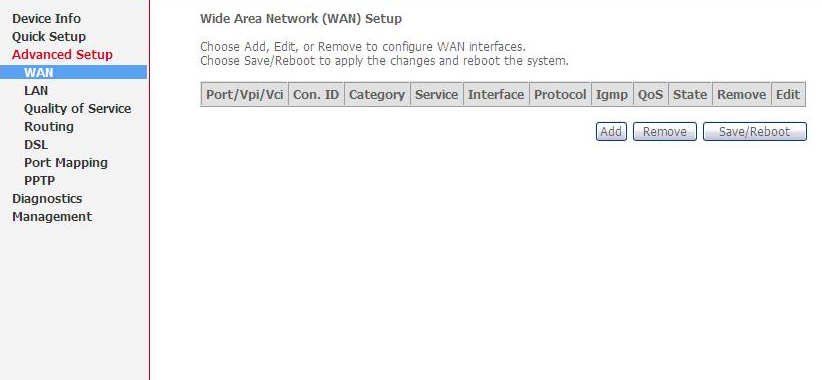 Device Info
Quick Setup
Advanced Setup
WAN
LAN
Quality of Service
Routing
DSL
Port Mapping
PPTP
Diagnostics
Management
Wide Area Network (WAN) Setup
Choose Add, Edit, or Remove to configure WAN interfaces.
Choose Save/Reboot to apply the changes and reboot the system.
Port/Vpi/Vci Con. ID Category Service Interface Protocol Igmp QoS State Remove Edit
Add Remove Save/Reboot